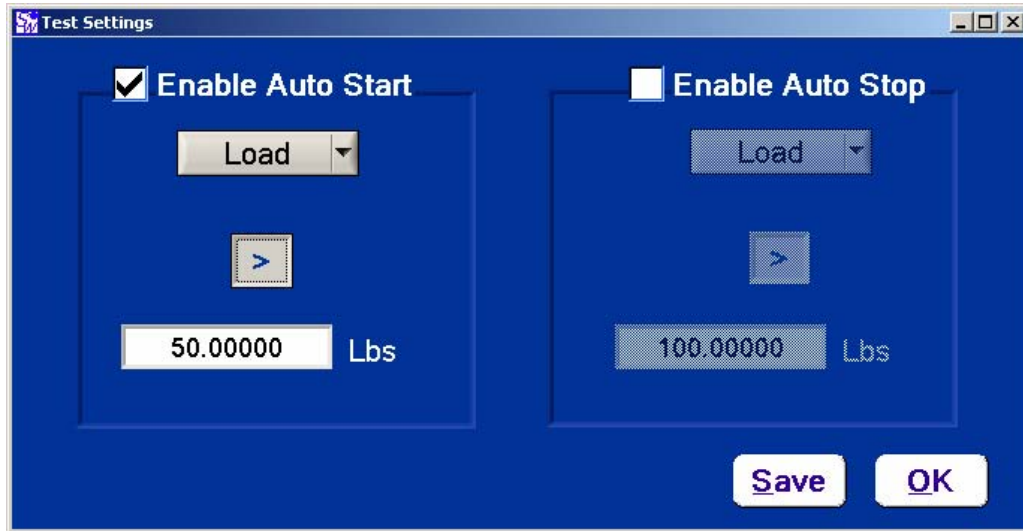 Test Settings
Enable Auto Start
Load
>
50.00000 Lbs
Enable Auto Stop
Load
>
100.00000 Lbs
Save OK